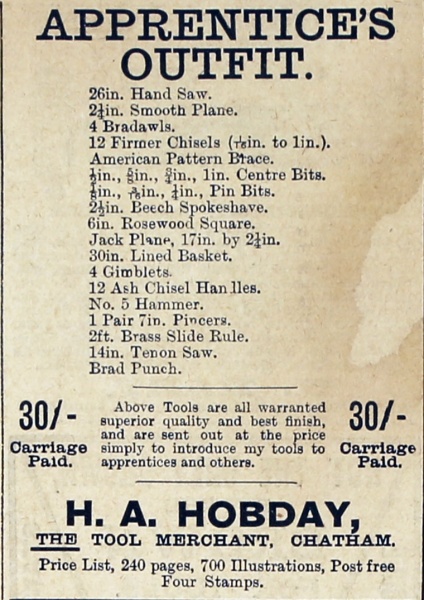 APPRENTICE'S
OUTFIT.
26in. Hand Saw.
2¼in. Smooth Plane.
4 Bradawls.
12 Firmer Chisels (1/16in. to 1in.).
American Pattern Brace.
½in., ⅝in., ¾in., 1in. Centre Bits.
⅛in., 3/16in., ¼in., Pin Bits.
2½in. Beech Spokeshave.
6in. Rosewood Square.
Jack Plane, 17in. by 2¼in.
30in. Lined Basket.
4 Gimblets.
12 Ash Chisel Handles.
No. 5 Hammer.
1 Pair 7in. Pincers.
2ft. Brass Slide Rule.
14in. Tenon Saw.
Brad Punch.
30/-
Carriage
Paid.
Above Tools are all warranted
superior quality and best finish,
and are sent out at the price
simply to introduce my tools to
apprentices and others.
30/-
Carriage
Paid.
H. A. HOBDAY,
THE TOOL MERCHANT, CHATHAM.
Price List, 240 pages, 700 Illustrations, Post free
Four Stamps.